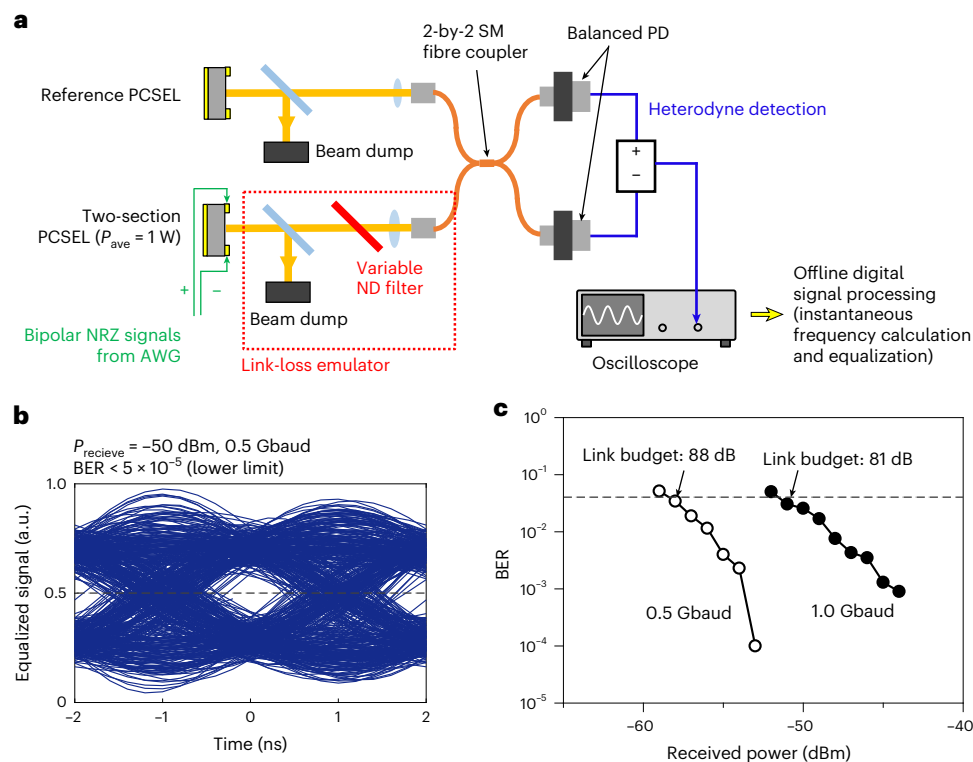 a
2-by-2 SM
fibre coupler
Balanced PD
Reference PCSEL
Heterodyne detection
Beam dump
+
−
Two-section
PCSEL (Pave = 1 W)
Variable
ND filter
+ −
Beam dump
Bipolar NRZ signals
from AWG
Link-loss emulator
Oscilloscope
Offline digital
signal processing
(instantaneous
frequency calculation
and equalization)
b
Precieve = −50 dBm, 0.5 Gbaud
BER < 5 × 10⁻⁵ (lower limit)
1.0
0.5
0
Equalized signal (a.u.)
−2 −1 0 1 2
Time (ns)
c
10⁰
10⁻¹
10⁻²
10⁻³
10⁻⁴
10⁻⁵
BER
Link budget: 88 dB
Link budget: 81 dB
0.5 Gbaud
1.0 Gbaud
−60 −50 −40
Received power (dBm)